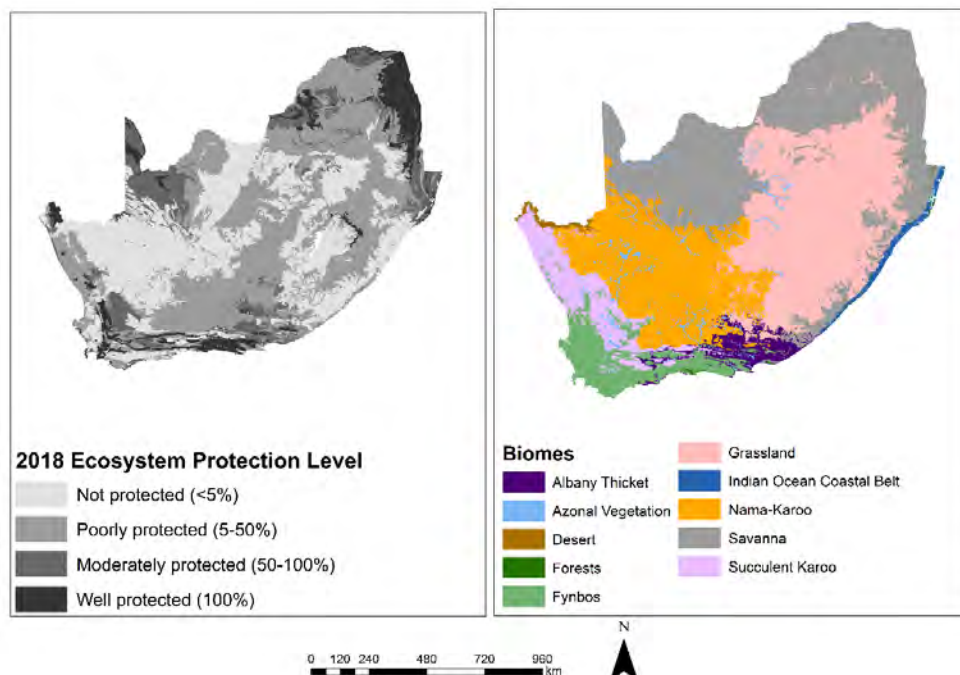 2018 Ecosystem Protection Level
Not protected (<5%)
Poorly protected (5-50%)
Moderately protected (50-100%)
Well protected (100%)
Biomes
Albany Thicket
Azonal Vegetation
Desert
Forests
Fynbos
Grassland
Indian Ocean Coastal Belt
Nama-Karoo
Savanna
Succulent Karoo
N
0 120 240 480 720 960
km